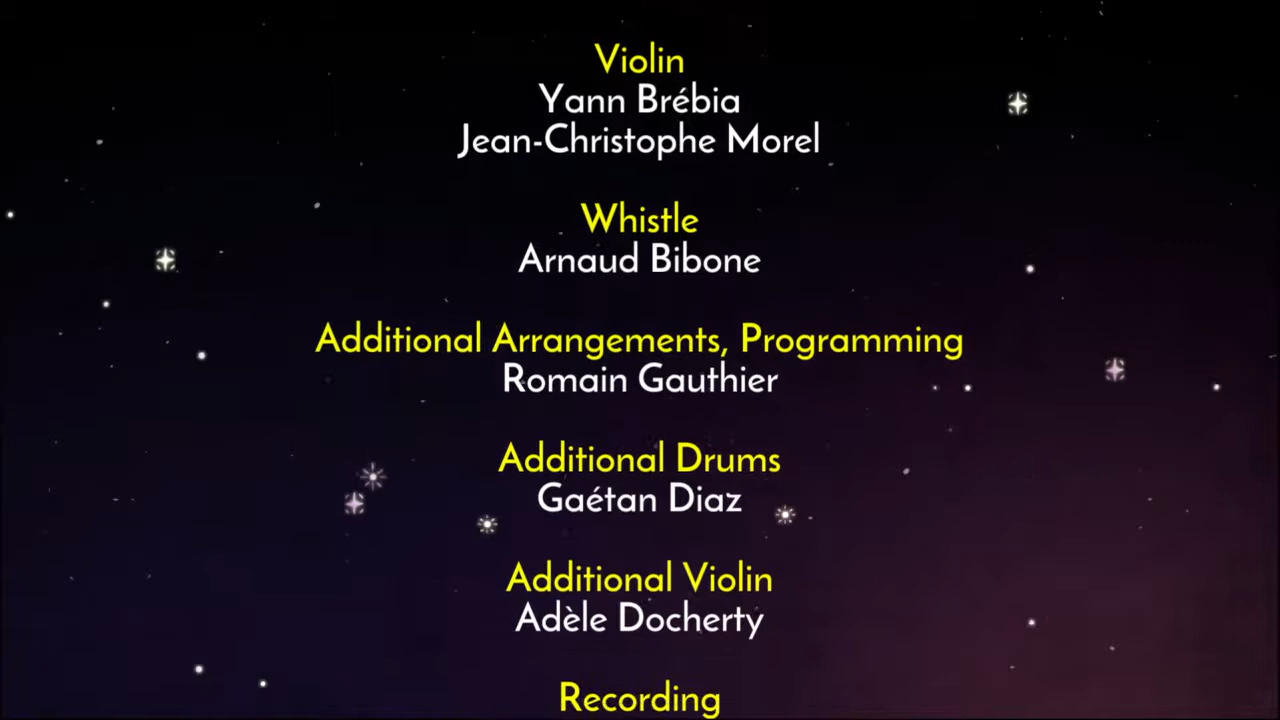 Violin
Yann Brébia
Jean-Christophe Morel
Whistle
Arnaud Bibone
Additional Arrangements, Programming
Romain Gauthier
Additional Drums
Gaétan Diaz
Additional Violin
Adèle Docherty
Recording